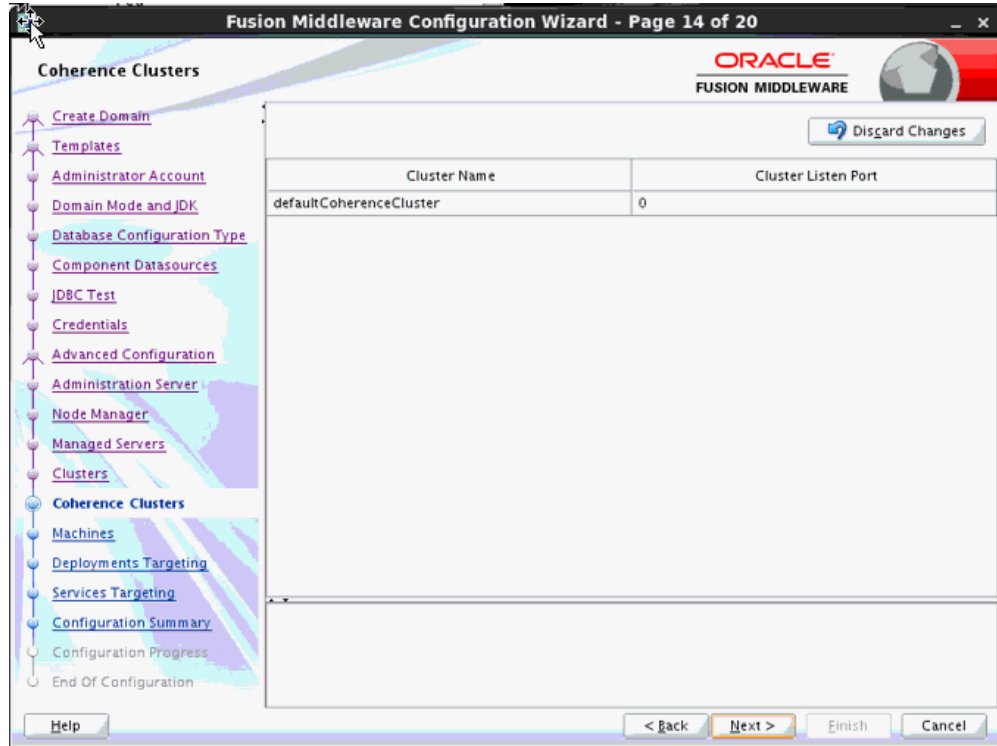 Fusion Middleware Configuration Wizard - Page 14 of 20
Coherence Clusters
ORACLE
FUSION MIDDLEWARE
Create Domain
Templates
Administrator Account
Domain Mode and JDK
Database Configuration Type
Component Datasources
JDBC Test
Credentials
Advanced Configuration
Administration Server
Node Manager
Managed Servers
Clusters
Coherence Clusters
Machines
Deployments Targeting
Services Targeting
Configuration Summary
Configuration Progress
End Of Configuration
Discard Changes
Cluster Name Cluster Listen Port
defaultCoherenceCluster 0
Help < Back Next > Finish Cancel